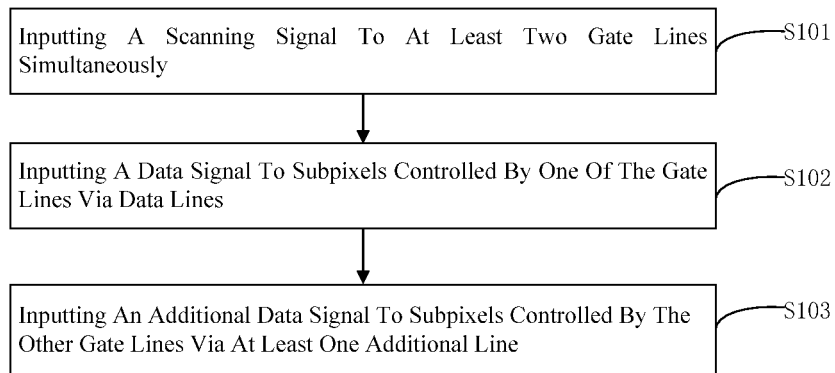 Inputting A Scanning Signal To At Least Two Gate Lines
Simultaneously
S101
Inputting A Data Signal To Subpixels Controlled By One Of The Gate
Lines Via Data Lines
S102
Inputting An Additional Data Signal To Subpixels Controlled By The
Other Gate Lines Via At Least One Additional Line
S103